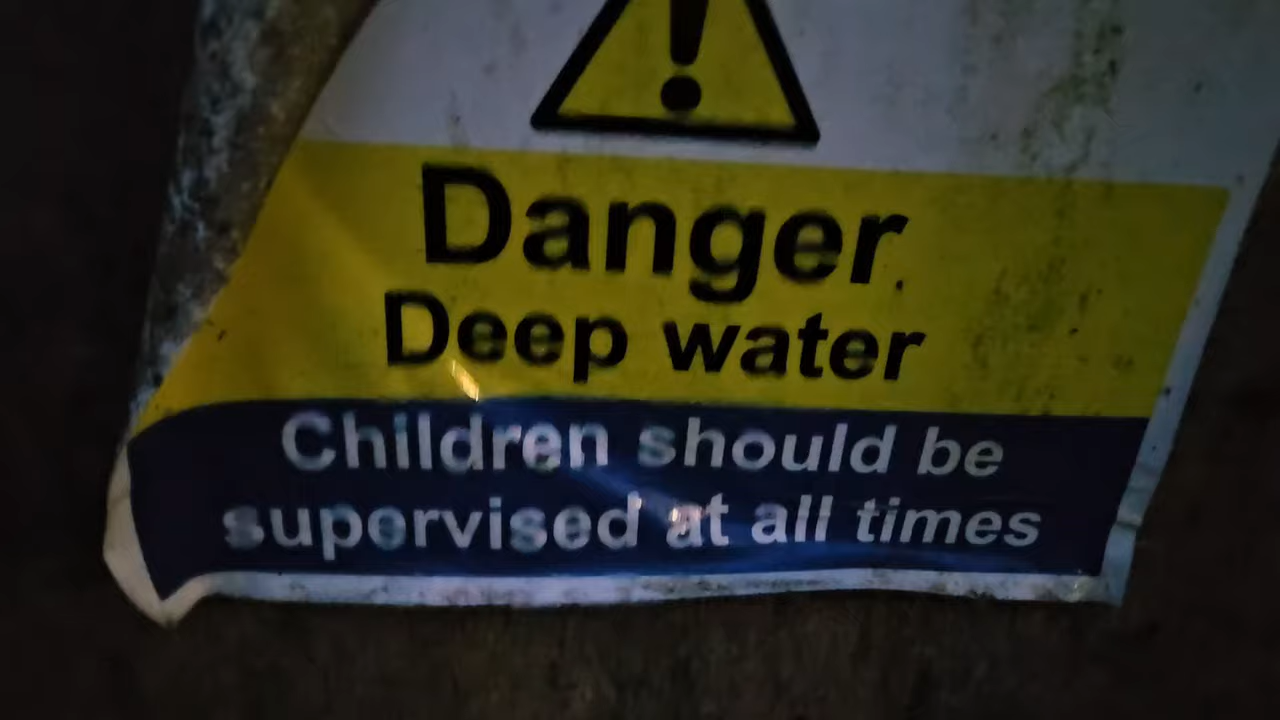 Danger
Deep water
Children should be
supervised at all times